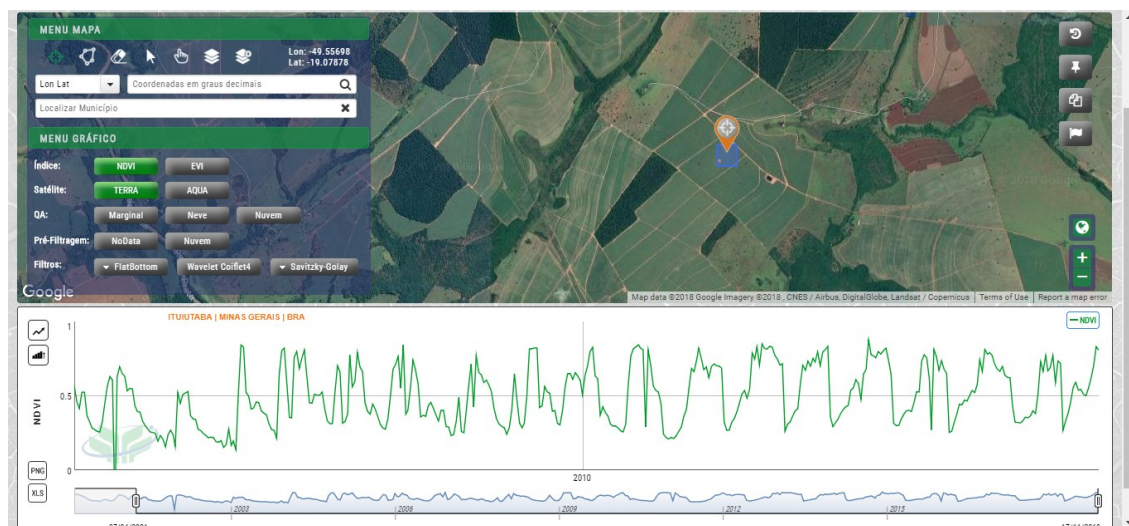 MENU MAPA
Lon: -49.55698
Lat: -19.07878
Lon Lat
Coordenadas em graus decimais
Localizar Município
MENU GRÁFICO
Índice:
NDVI
EVI
Satélite:
TERRA
AQUA
QA:
Marginal
Neve
Nuvem
Pré-Filtragem:
NoData
Nuvem
Filtros:
FlatBottom
Wavelet Coiflet4
Savitzky-Golay
Google
Map data ©2018 Google Imagery ©2018 , CNES / Airbus, DigitalGlobe, Landsat / Copernicus
Terms of Use
Report a map error
ITUIUTABA | MINAS GERAIS | BRA
NDVI
1
0.5
0
NDVI
2010
PNG
XLS
2003
2006
2009
2012
2015